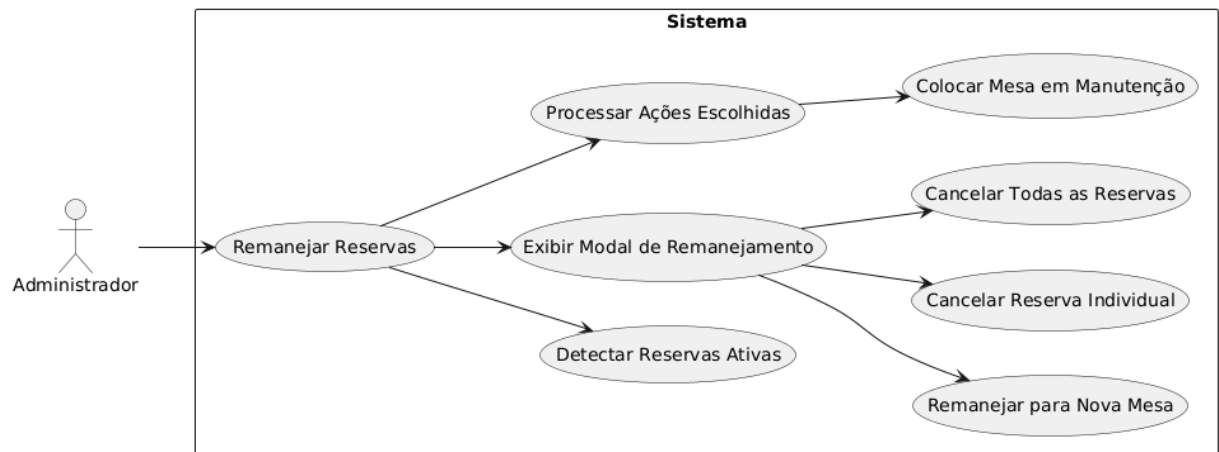 Sistema
Colocar Mesa em Manutenção
Processar Ações Escolhidas
Cancelar Todas as Reservas
Remanejar Reservas
Exibir Modal de Remanejamento
Administrador
Cancelar Reserva Individual
Detectar Reservas Ativas
Remanejar para Nova Mesa